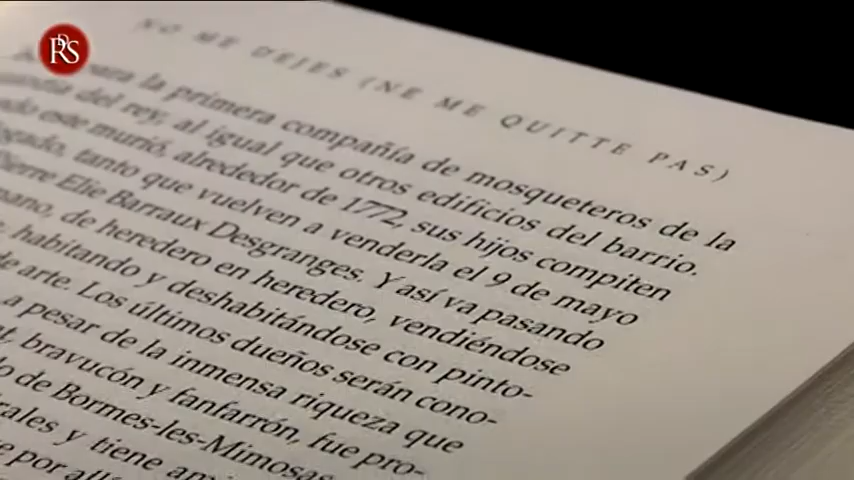 RS
NO ME DEJES (NE ME QUITTE PAS)
la primera compañía de mosqueteros de la
del rey, al igual que otros edificios del barrio.
este murió, alrededor de 1772, sus hijos compiten
tanto que vuelven a venderla el 9 de mayo
Pierre Elie Barraux Desgranges. Y así va pasando
de heredero en heredero, vendiéndose
habitando y deshabitándose con pinto-
de arte. Los últimos dueños serán cono-
a pesar de la inmensa riqueza que
bravucón y fanfarrón, fue pro-
de Bormes-les-Mimosas
y tiene
por